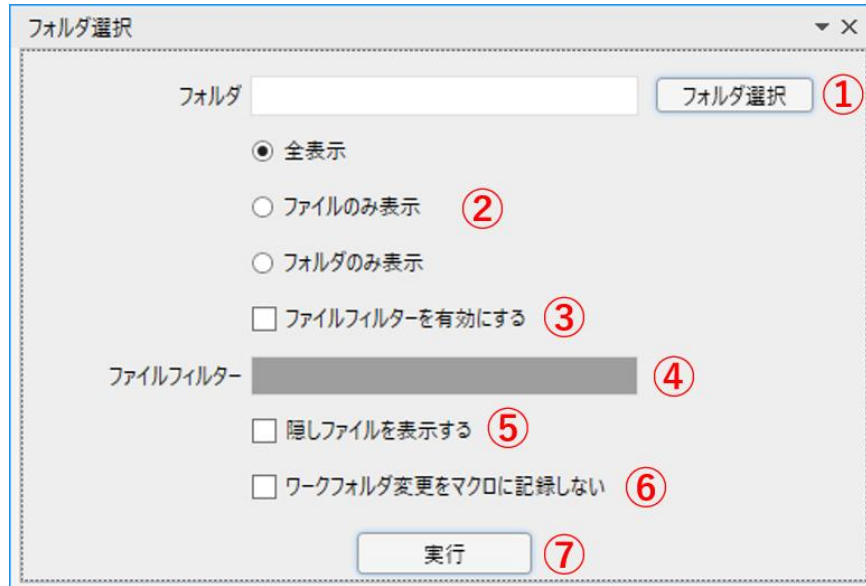 フォルダ選択
フォルダ フォルダ選択 ①
全表示
ファイルのみ表示 ②
フォルダのみ表示
ファイルフィルターを有効にする ③
ファイルフィルター ④
隠しファイルを表示する ⑤
ワークフォルダ変更をマクロに記録しない ⑥
実行 ⑦